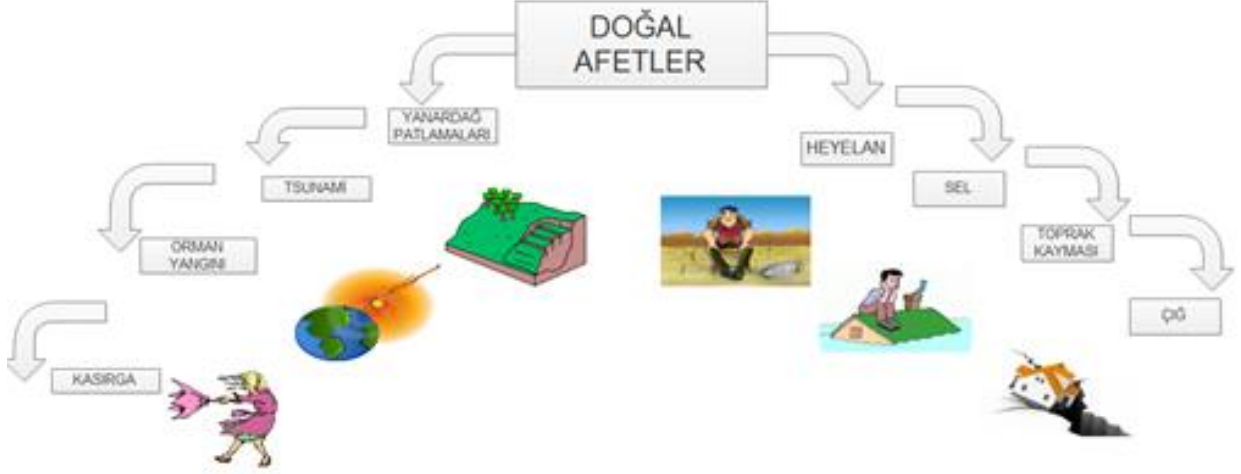 DOĞAL
AFETLER
YANARDAĞ
PATLAMALARI
TSUNAMİ
ORMAN
YANGINI
KASIRGA
HEYELAN
SEL
TOPRAK
KAYMASI
ÇIĞ